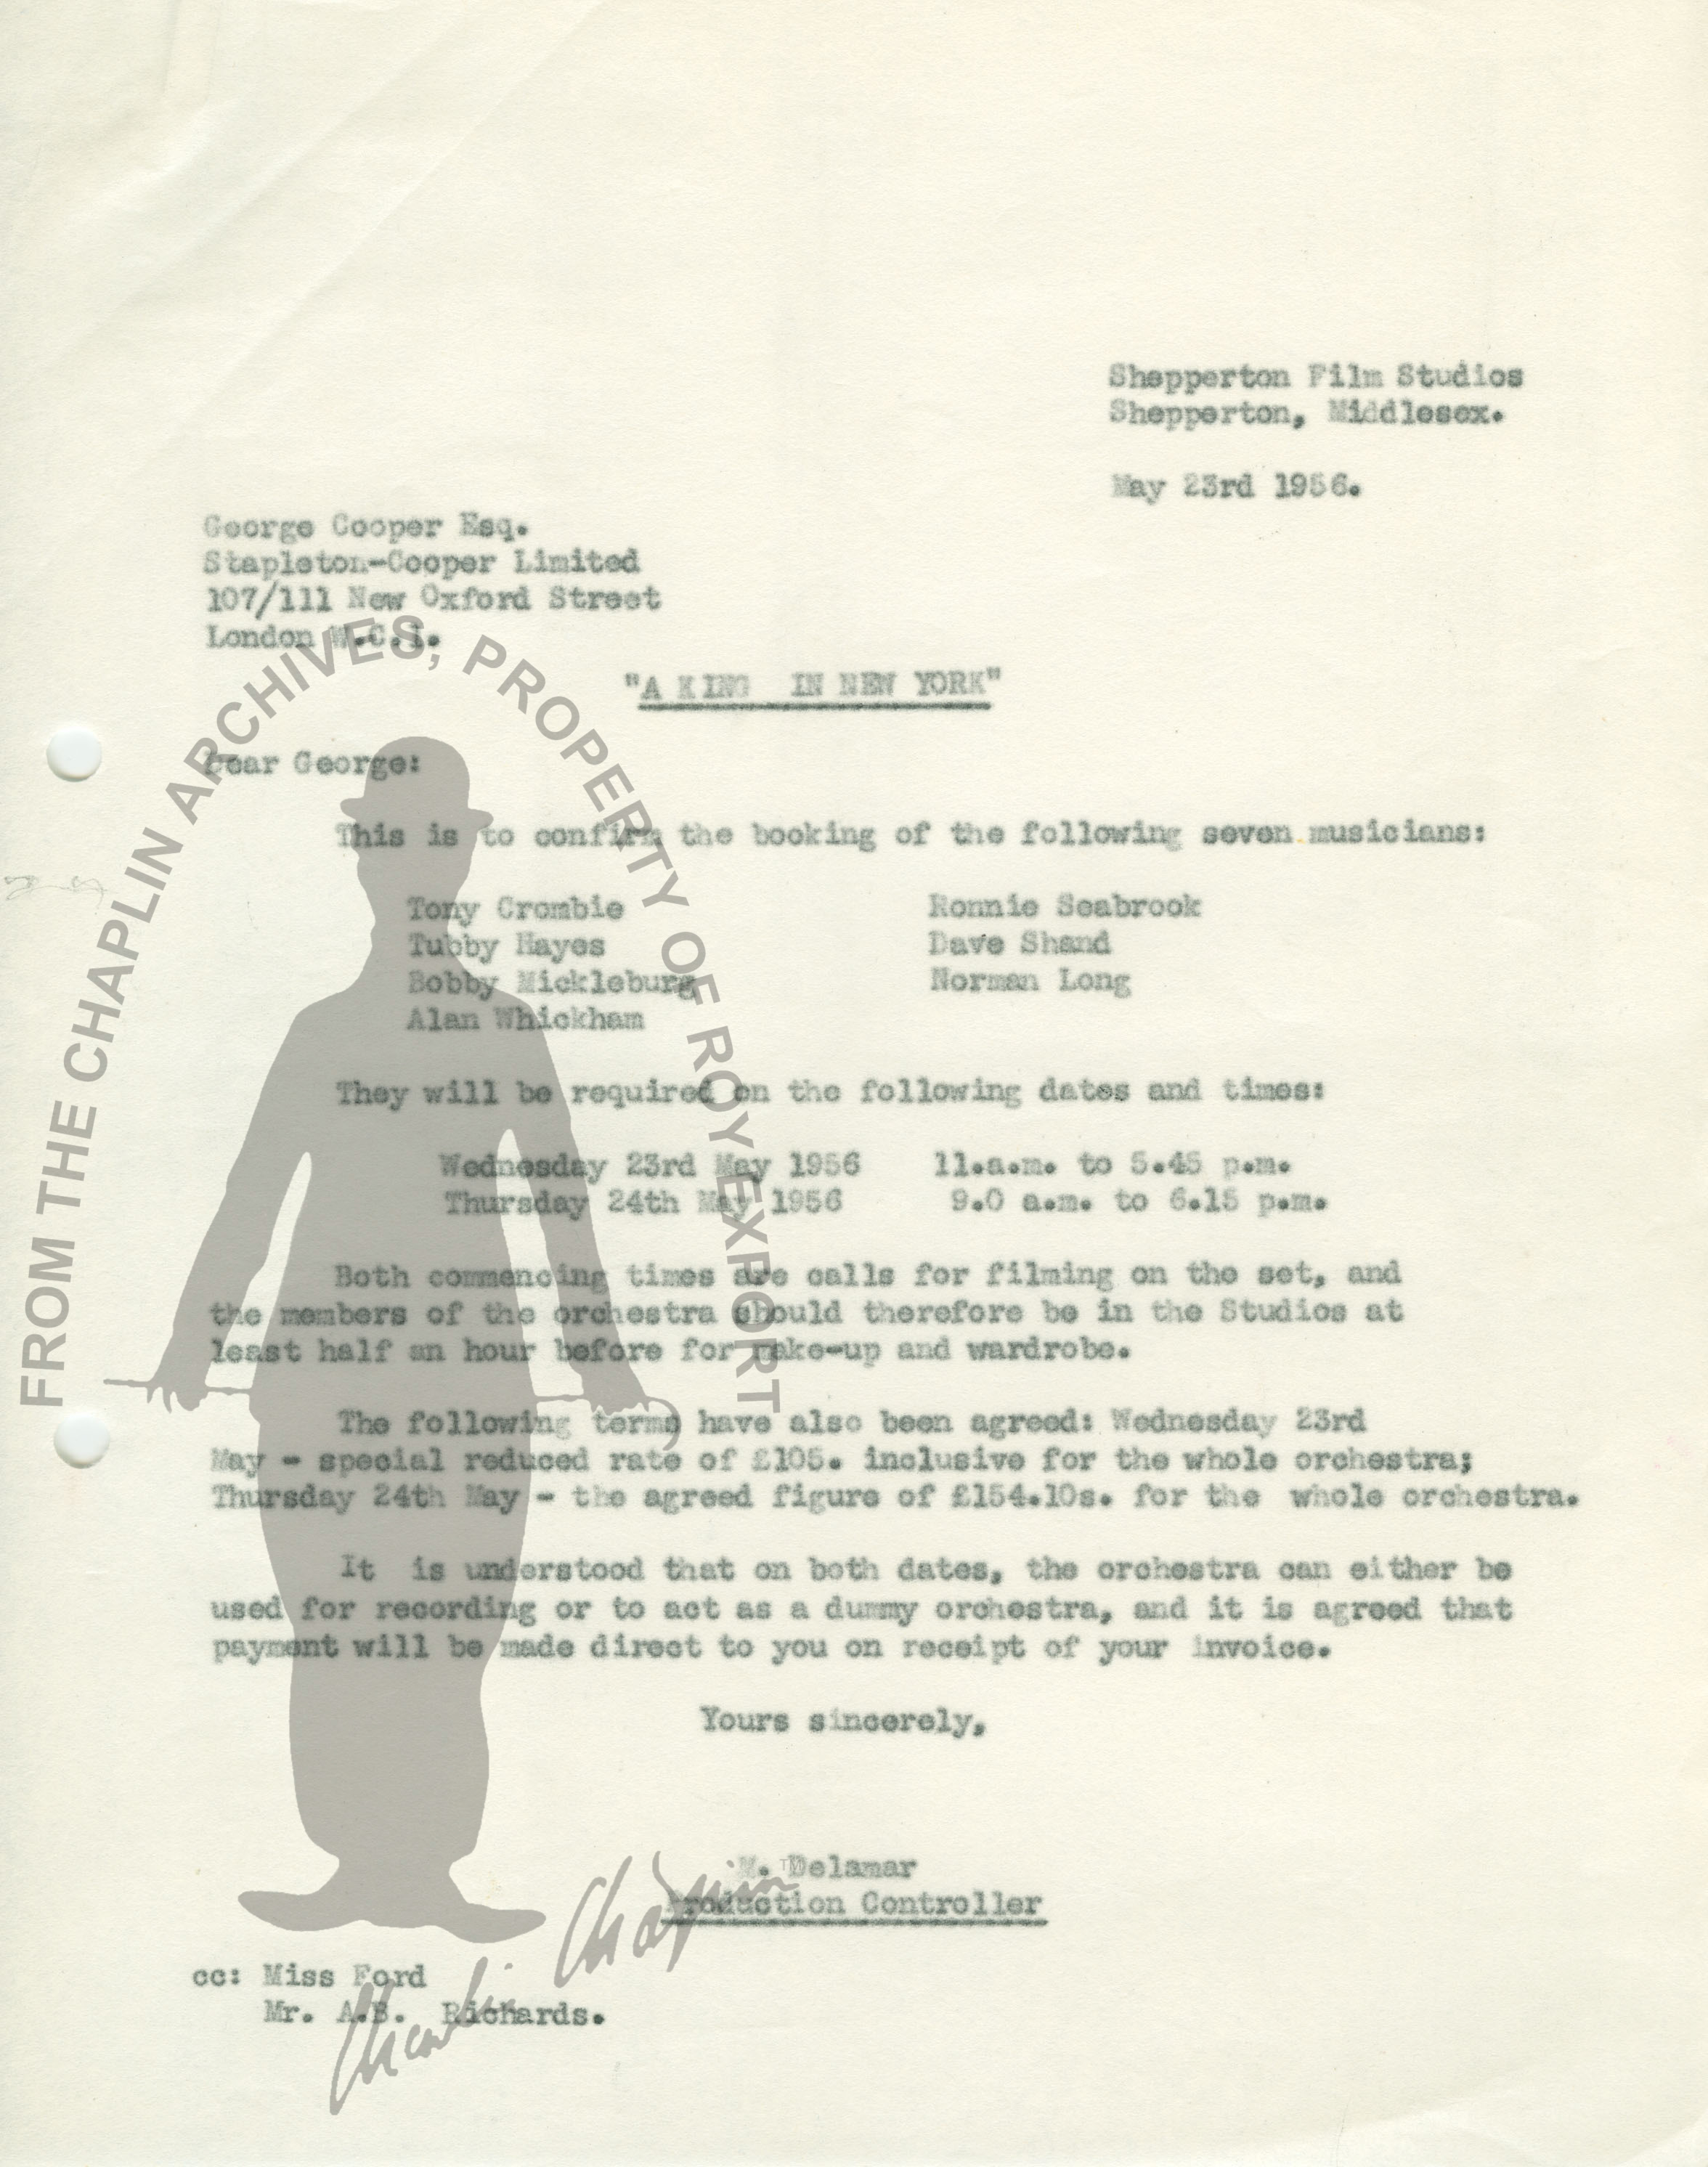 Shepperton Film Studios
Shepperton, Middlesex.
May 23rd 1956.
George Cooper Esq.
Stapleton-Cooper Limited
107/111 New Oxford Street
London W.C.1.
"A KING  IN NEW YORK"
Dear George:
This is to confirm the booking of the following seven musicians:
Tony Crombie
Tubby Hayes
Bobby Mickleburg
Alan Whickham
Ronnie Seabrook
Dave Shand
Norman Long
They will be required on the following dates and times:
Wednesday 23rd May 1956    11.a.m. to 5.45 p.m.
Thursday 24th May 1956    9.0 a.m. to 6.15 p.m.
Both commencing times are calls for filming on the set, and
the members of the orchestra should therefore be in the Studios at
least half an hour before for make-up and wardrobe.
The following terms have also been agreed: Wednesday 23rd
May - special reduced rate of £105. inclusive for the whole orchestra;
Thursday 24th May - the agreed figure of £154.10s. for the  whole orchestra.
It  is understood that on both dates, the orchestra can either be
used for recording or to act as a dummy orchestra, and it is agreed that
payment will be made direct to you on receipt of your invoice.
Yours sincerely,
M. Delamar
Production Controller
cc: Miss Ford
Mr. A.B.  Richards.
FROM THE CHAPLIN ARCHIVES, PROPERTY OF ROY EXPORT
Charlie Chaplin TM